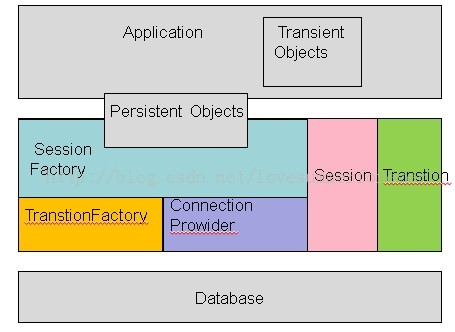 Application
Transient
Objects
Persistent Objects
Session
Factory
Session
Transtion
TranstionFactory
Connection
Prowider
Database